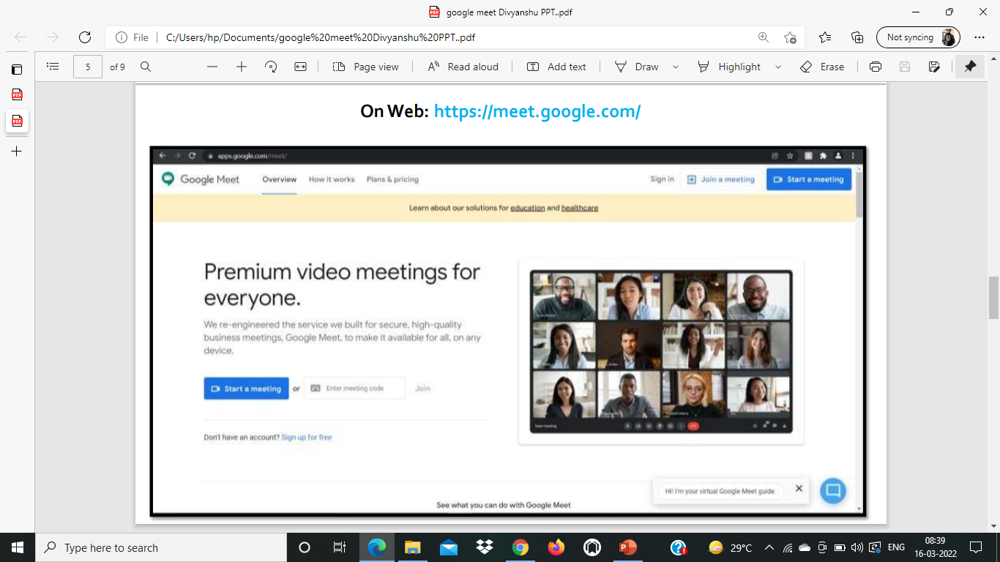 google meet Divyanshu PPT..pdf
File C:/Users/hp/Documents/google%20meet%20Divyanshu%20PPT..pdf
Not syncing
5 of 9
Page view
Read aloud
Add text
Draw
Highlight
Erase
On Web: https://meet.google.com/
apps.google.com/meet/
Google Meet Overview How it works Plans & pricing Sign in Join a meeting Start a meeting
Learn about our solutions for education and healthcare
Premium video meetings for
everyone.
We re-engineered the service we built for secure, high-quality
business meetings, Google Meet, to make it available for all, on any
device.
Start a meeting or Enter meeting code Join
Don't have an account? Sign up for free
Team meeting
Hi! I'm your virtual Google Meet guide.
See what you can do with Google Meet
Type here to search
29°C
ENG
08:39
16-03-2022